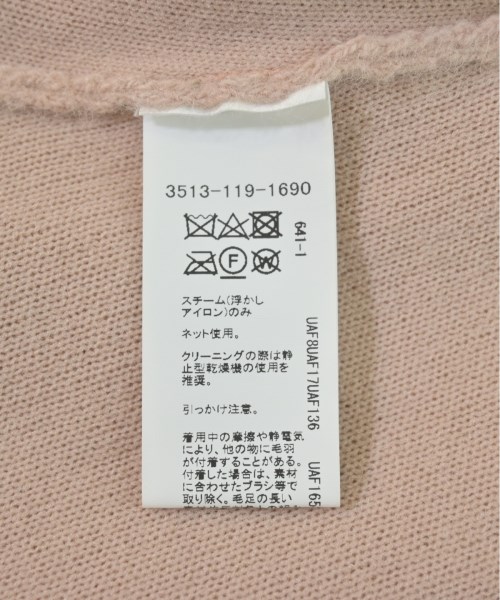 3513-119-1690
F W
641-1
スチーム(浮かし
アイロン)のみ
ネット使用。
クリーニングの際は静
止型乾燥機の使用を
推奨。
引っかけ注意。
着用中の摩擦や静電気
により、他の物に毛羽
が付着することがある。
付着した場合は、素材
に合わせたブラシ等で
取り除く。毛足の長い
UAF8UAF17UAF136
UAF165